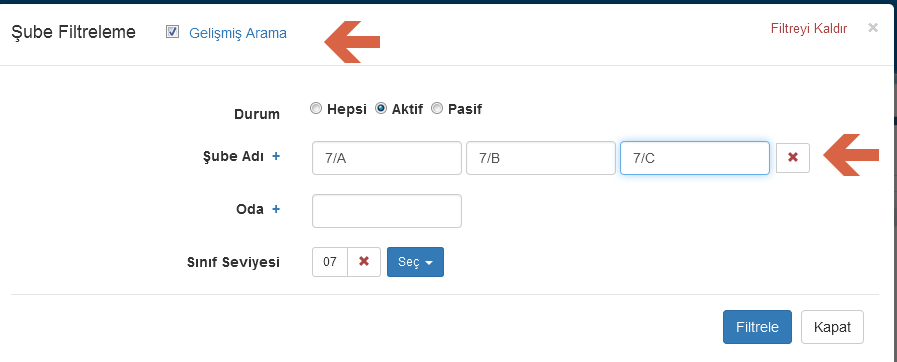 Şube Filtreleme Gelişmiş Arama Filtreyi Kaldır ×
Durum Hepsi Aktif Pasif
Şube Adı + 7/A 7/B 7/C
Oda +
Sınıf Seviyesi 07 Seç
Filtrele Kapat